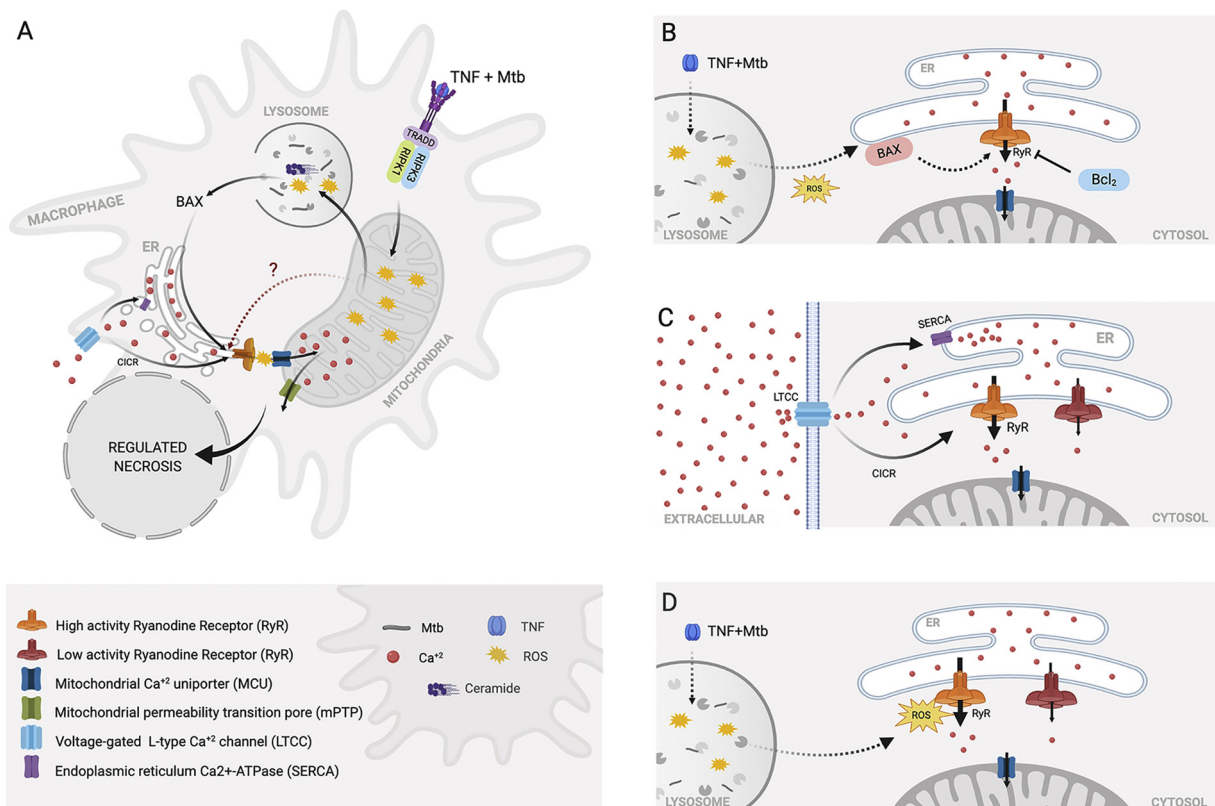 A
TNF + Mtb
LYSOSOME
TRADD
RIPK1
RIPK3
MACROPHAGE
BAX
ER
?
CICR
MITOCHONDRIA
REGULATED
NECROSIS
B
TNF+Mtb
ER
BAX
RyR
ROS
Bcl₂
LYSOSOME
CYTOSOL
C
SERCA
ER
LTCC
RyR
CICR
EXTRACELLULAR
CYTOSOL
High activity Ryanodine Receptor (RyR)
Low activity Ryanodine Receptor (RyR)
Mitochondrial Ca⁺² uniporter (MCU)
Mitochondrial permeability transition pore (mPTP)
Voltage-gated L-type Ca⁺² channel (LTCC)
Endoplasmic reticulum Ca2+-ATPase (SERCA)
Mtb
TNF
Ca⁺²
ROS
Ceramide
D
TNF+Mtb
ER
ROS
RyR
LYSOSOME
CYTOSOL